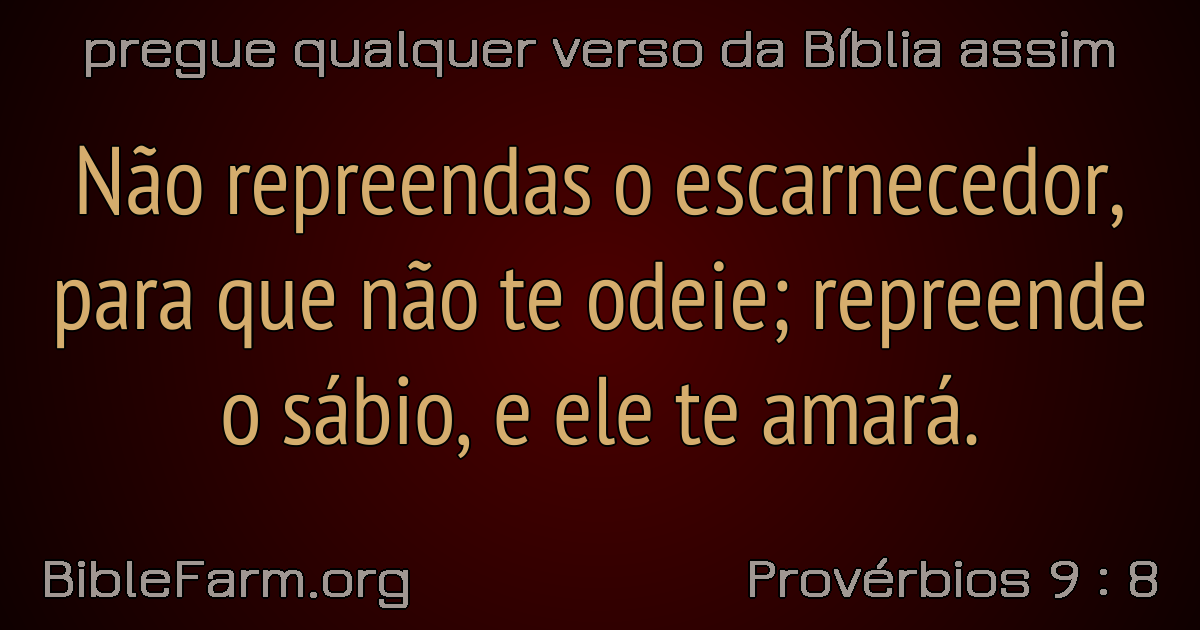 pregue qualquer verso da Bíblia assim
Não repreendas o escarnecedor,
para que não te odeie; repreende
o sábio, e ele te amará.
BibleFarm.org
Provérbios 9 : 8